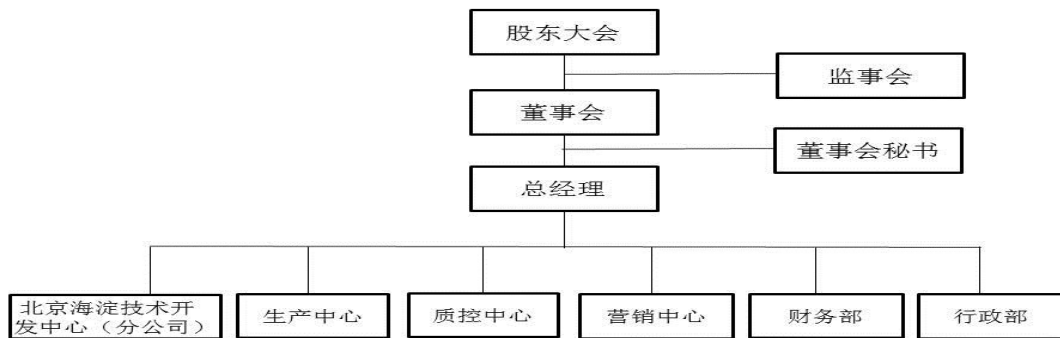 股东大会
监事会
董事会
董事会秘书
总经理
北京海淀技术开
发中心（分公司）
生产中心
质控中心
营销中心
财务部
行政部